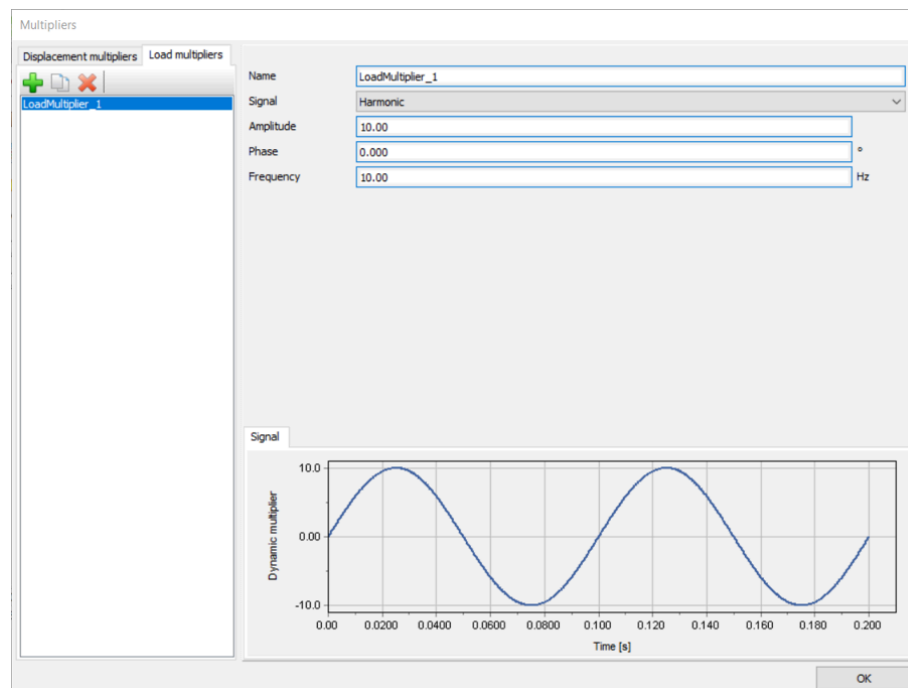 Multipliers
Displacement multipliers Load multipliers
LoadMultiplier_1
Name LoadMultiplier_1
Signal Harmonic
Amplitude 10.00
Phase 0.000 °
Frequency 10.00 Hz
Signal
Dynamic multiplier
10.0
0.00
-10.0
0.00 0.0200 0.0400 0.0600 0.0800 0.100 0.120 0.140 0.160 0.180 0.200
Time [s]
OK